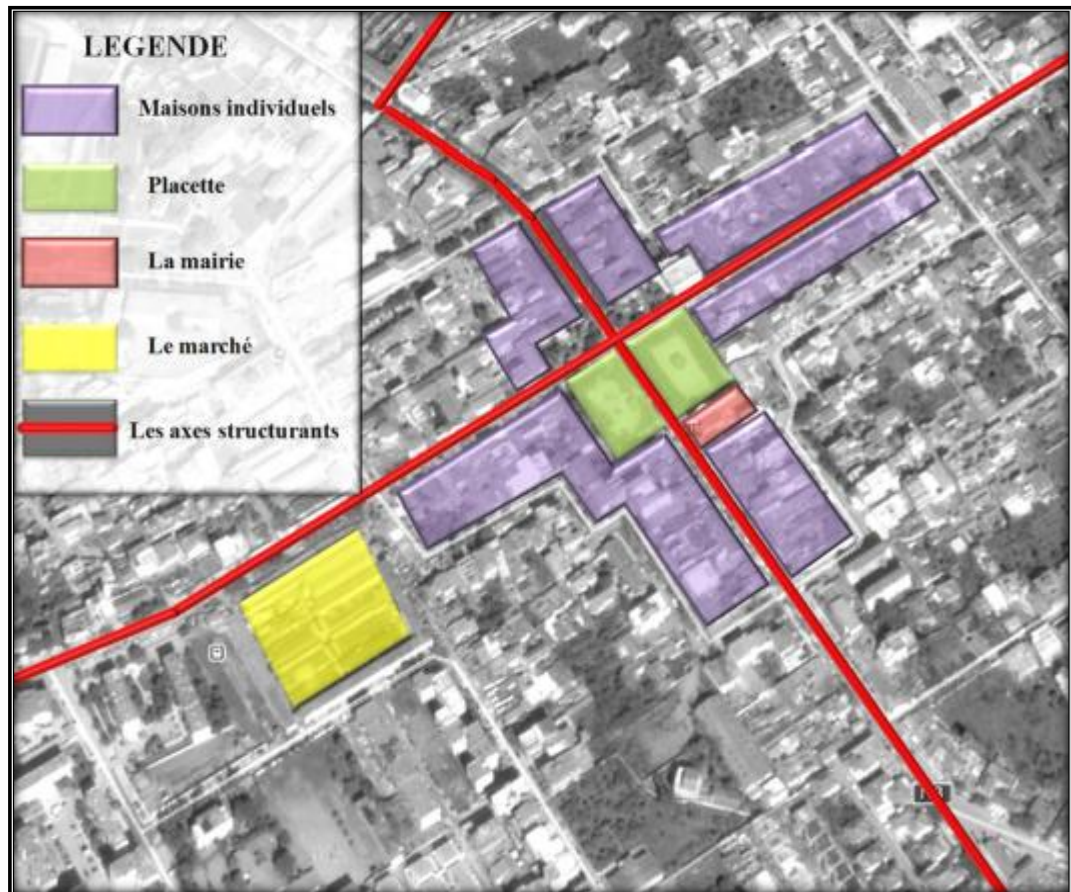 LEGENDE
Maisons individuels
Placette
La mairie
Le marché
Les axes structurants